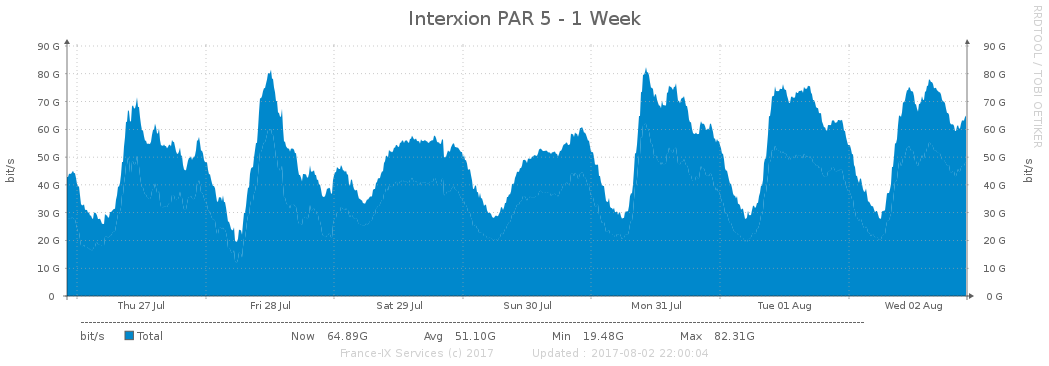 Interxion PAR 5 - 1 Week
RRDTOOL / TOBI OETIKER
bit/s
90 G
80 G
70 G
60 G
50 G
40 G
30 G
20 G
10 G
0
90 G
80 G
70 G
60 G
50 G
40 G
30 G
20 G
10 G
0 G
bit/s
Thu 27 Jul Fri 28 Jul Sat 29 Jul Sun 30 Jul Mon 31 Jul Tue 01 Aug Wed 02 Aug
bit/s Total Now 64.89G Avg 51.10G Min 19.48G Max 82.31G
France-IX Services (c) 2017 Updated : 2017-08-02 22:00:04